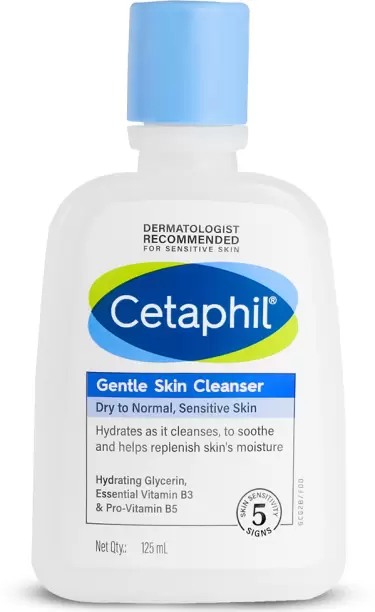 DERMATOLOGIST
RECOMMENDED
FOR SENSITIVE SKIN
Cetaphil®
Gentle Skin Cleanser
Dry to Normal, Sensitive Skin
Hydrates as it cleanses, to soothe
and helps replenish skin's moisture
Hydrating Glycerin,
Essential Vitamin B3
& Pro-Vitamin B5
SKIN SENSITIVITY
5
SIGNS
Net Qty.: 125 mL